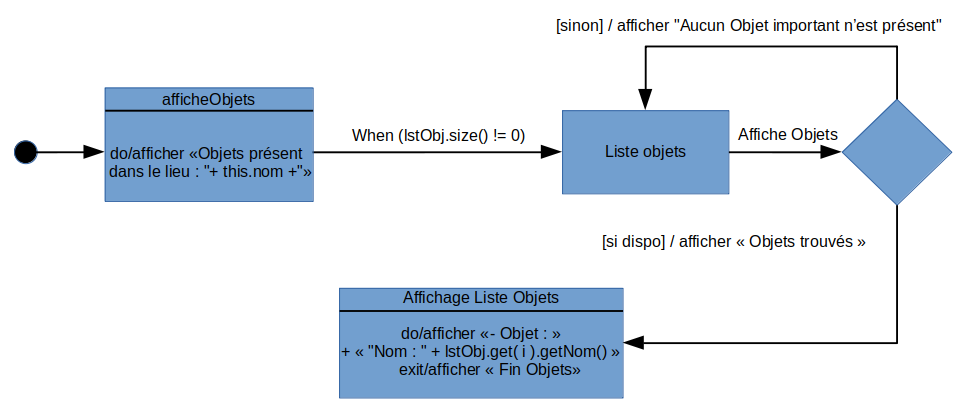 [sinon] / afficher "Aucun Objet important n'est présent"
afficheObjets
do/afficher «Objets présent
dans le lieu : "+ this.nom +"»
When (lstObj.size() != 0)
Liste objets
Affiche Objets
[si dispo] / afficher « Objets trouvés »
Affichage Liste Objets
do/afficher «- Objet : »
+ « "Nom : " + lstObj.get( i ).getNom() »
exit/afficher « Fin Objets»